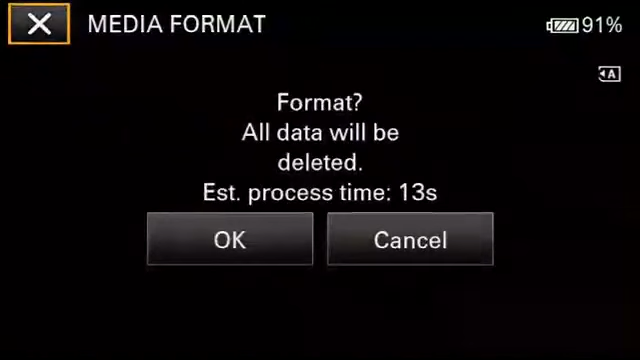 MEDIA FORMAT
91%
A
Format?
All data will be
deleted.
Est. process time: 13s
OK
Cancel